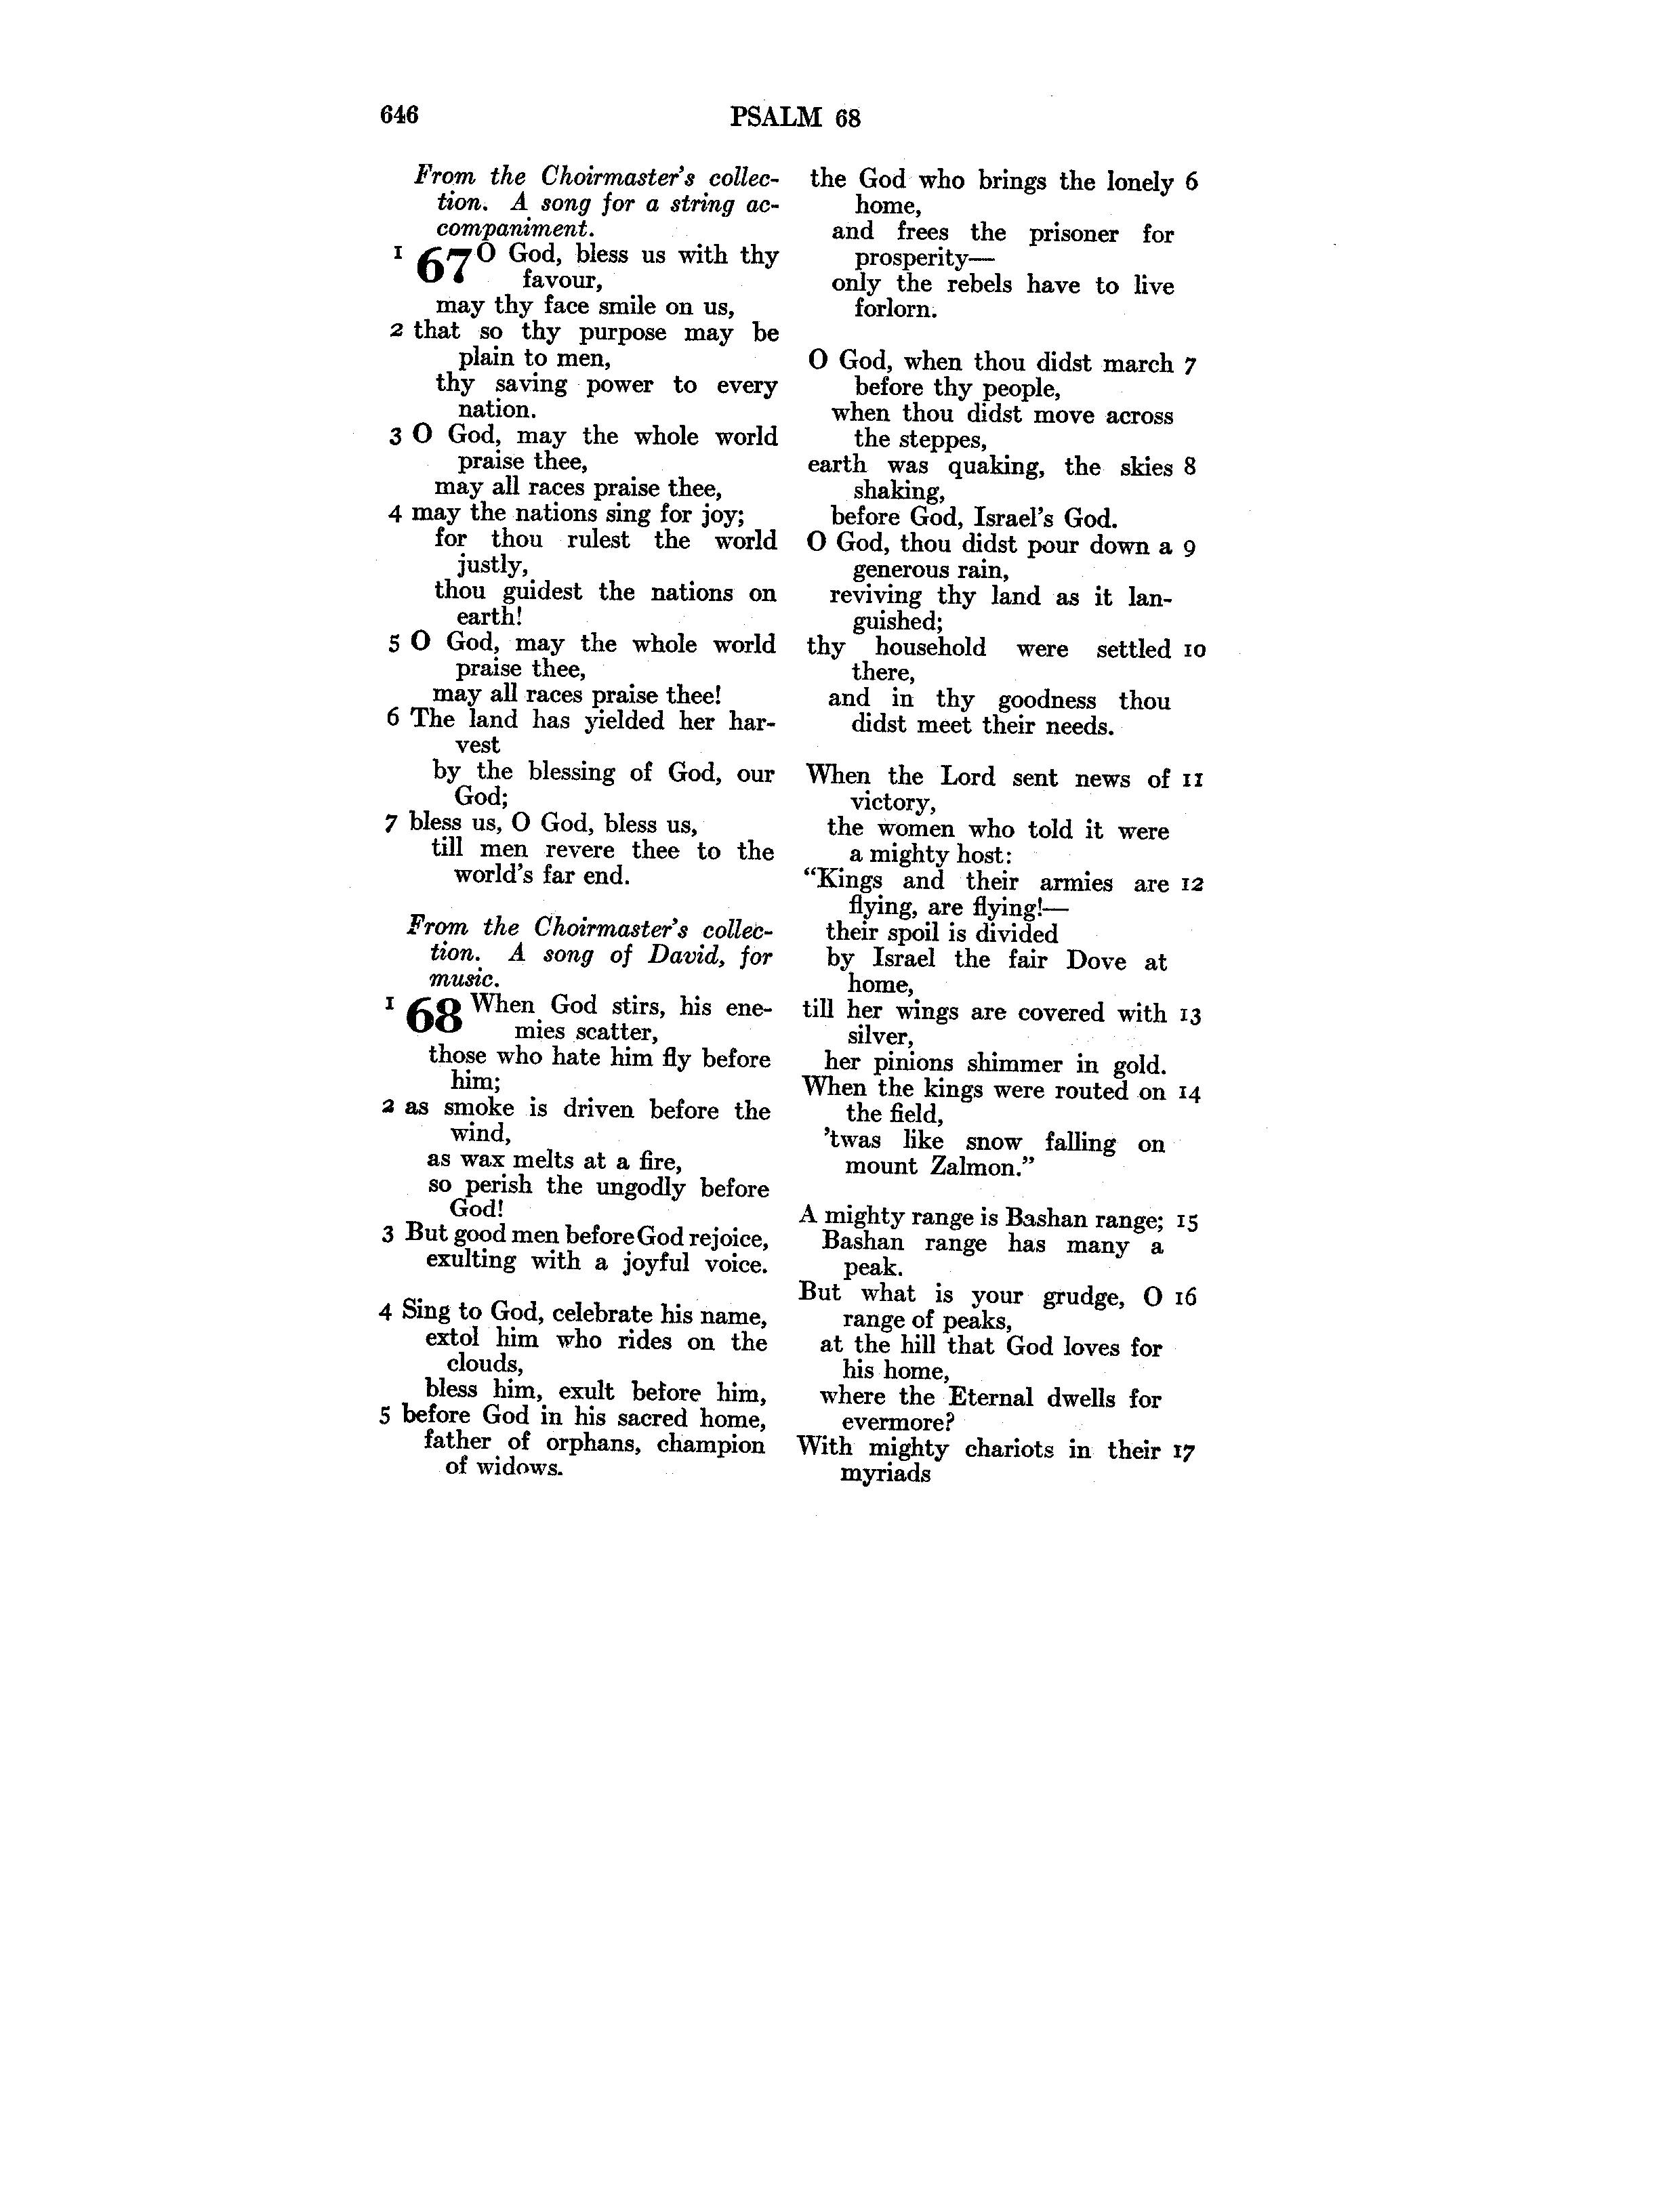 646
PSALM 68
From the Choirmaster's collec-
tion. A song for a string ac-
companiment.
1 67 O God, bless us with thy
favour,
may thy face smile on us,
2 that so thy purpose may be
plain to men,
thy saving power to every
nation.
3 O God, may the whole world
praise thee,
may all races praise thee,
4 may the nations sing for joy;
for thou rulest the world
justly,
thou guidest the nations on
earth!
5 O God, may the whole world
praise thee,
may all races praise thee!
6 The land has yielded her har-
vest
by the blessing of God, our
God;
7 bless us, O God, bless us,
till men revere thee to the
world's far end.
From the Choirmaster's collec-
tion. A song of David, for
music.
1 68 When God stirs, his ene-
mies scatter,
those who hate him fly before
him;
2 as smoke is driven before the
wind,
as wax melts at a fire,
so perish the ungodly before
God!
3 But good men before God rejoice,
exulting with a joyful voice.
4 Sing to God, celebrate his name,
extol him who rides on the
clouds,
bless him, exult before him,
5 before God in his sacred home,
father of orphans, champion
of widows.
the God who brings the lonely 6
home,
and frees the prisoner for
prosperity—
only the rebels have to live
forlorn.
O God, when thou didst march 7
before thy people,
when thou didst move across
the steppes,
earth was quaking, the skies 8
shaking,
before God, Israel's God.
O God, thou didst pour down a 9
generous rain,
reviving thy land as it lan-
guished;
thy household were settled 10
there,
and in thy goodness thou
didst meet their needs.
When the Lord sent news of 11
victory,
the women who told it were
a mighty host:
“Kings and their armies are 12
flying, are flying!—
their spoil is divided
by Israel the fair Dove at
home,
till her wings are covered with 13
silver,
her pinions shimmer in gold.
When the kings were routed on 14
the field,
’twas like snow falling on
mount Zalmon.”
A mighty range is Bashan range; 15
Bashan range has many a
peak.
But what is your grudge, O 16
range of peaks,
at the hill that God loves for
his home,
where the Eternal dwells for
evermore?
With mighty chariots in their 17
myriads